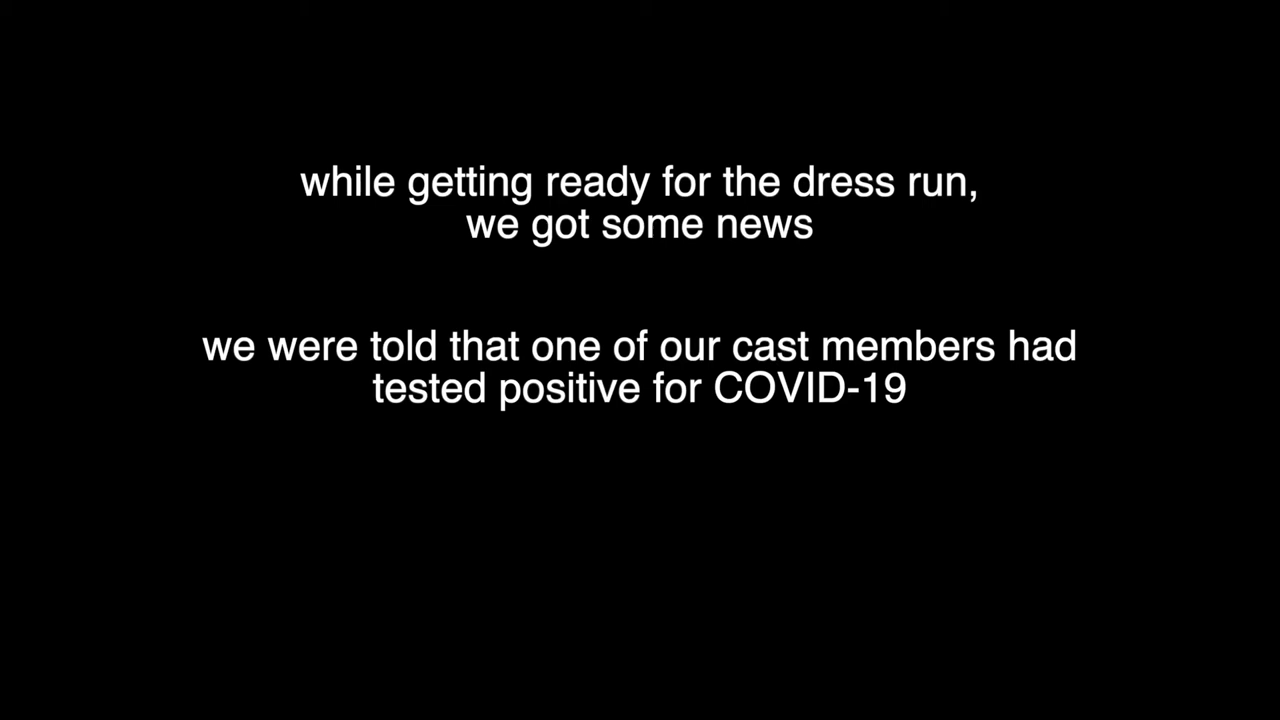 while getting ready for the dress run,
we got some news
we were told that one of our cast members had
tested positive for COVID-19